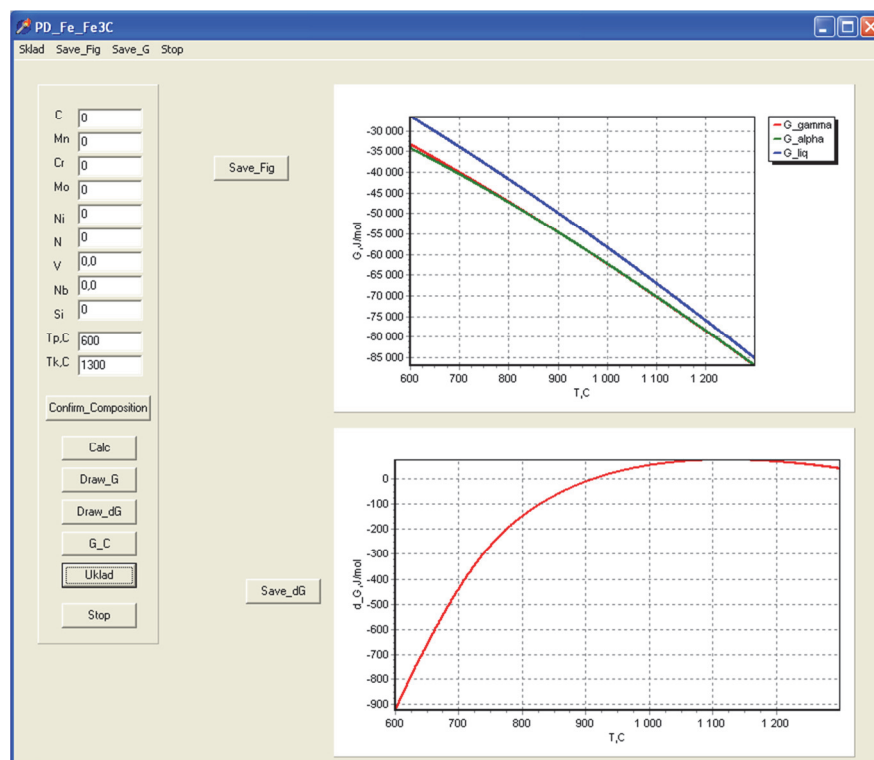 PD_Fe_Fe3C
Sklad Save_Fig Save_G Stop
C 0
Mn 0
Cr 0
Mo 0
Ni 0
N 0
V 0,0
Nb 0,0
Si 0
Tp,C 600
Tk,C 1300
Confirm_Composition
Calc
Draw_G
Draw_dG
G_C
Uklad
Stop
Save_Fig
Save_dG
G_gamma
G_alpha
G_liq
G,J/mol
-30 000
-35 000
-40 000
-45 000
-50 000
-55 000
-60 000
-65 000
-70 000
-75 000
-80 000
-85 000
600 700 800 900 1 000 1 100 1 200
T,C
d_G,J/mol
0
-100
-200
-300
-400
-500
-600
-700
-800
-900
600 700 800 900 1 000 1 100 1 200
T,C